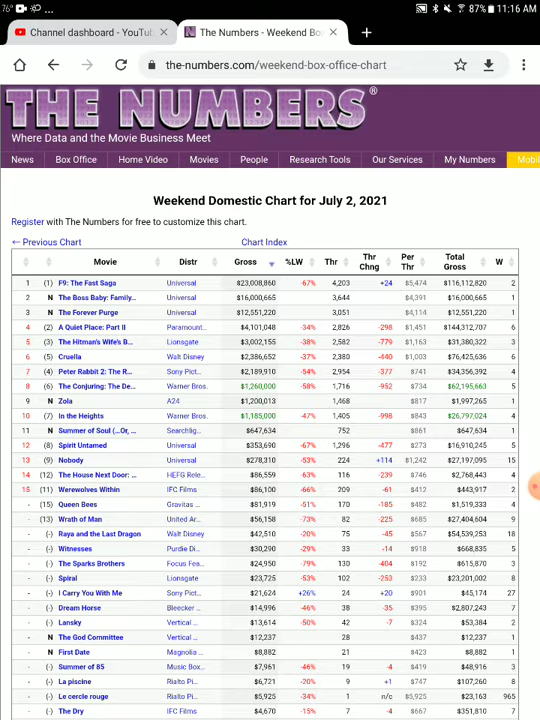 76° 87% 11:16 AM
Channel dashboard - YouTub × The Numbers - Weekend Bo × +
the-numbers.com/weekend-box-office-chart
THE NUMBERS®
Where Data and the Movie Business Meet
News Box Office Home Video Movies People Research Tools Our Services My Numbers Mobil
Weekend Domestic Chart for July 2, 2021
Register with The Numbers for free to customize this chart.
← Previous Chart Chart Index
Movie Distr Gross %LW Thr Thr Chng Per Thr Total Gross W
1 (1) F9: The Fast Saga Universal $23,008,860 -67% 4,203 +24 $5,474 $116,112,820 2
2 N The Boss Baby: Family... Universal $16,000,665 3,644 $4,391 $16,000,665 1
3 N The Forever Purge Universal $12,551,220 3,051 $4,114 $12,551,220 1
4 (2) A Quiet Place: Part II Paramount... $4,101,048 -34% 2,826 -298 $1,451 $144,312,707 6
5 (3) The Hitman's Wife's B... Lionsgate $3,002,155 -38% 2,582 -779 $1,163 $31,380,322 3
6 (5) Cruella Walt Disney $2,386,652 -37% 2,380 -440 $1,003 $76,425,636 6
7 (4) Peter Rabbit 2: The R... Sony Pict... $2,189,910 -54% 2,954 -377 $741 $34,356,392 4
8 (6) The Conjuring: The De... Warner Bros. $1,260,000 -58% 1,716 -952 $734 $62,195,663 5
9 N Zola A24 $1,200,013 1,468 $817 $1,997,265 1
10 (7) In the Heights Warner Bros. $1,185,000 -47% 1,405 -998 $843 $26,797,024 4
11 N Summer of Soul (...Or, ... Searchlig... $647,634 752 $861 $647,634 1
12 (8) Spirit Untamed Universal $353,690 -67% 1,296 -477 $273 $16,910,245 5
13 (9) Nobody Universal $278,310 -53% 224 +114 $1,242 $27,197,095 15
14 (12) The House Next Door: ... HEFG Rele... $86,559 -63% 116 -239 $746 $2,768,443 4
15 (11) Werewolves Within IFC Films $86,100 -66% 209 -61 $412 $443,917 2
- (15) Queen Bees Gravitas ... $81,919 -51% 170 -185 $482 $1,519,333 4
- (13) Wrath of Man United Ar... $56,158 -73% 82 -225 $685 $27,404,604 9
- (-) Raya and the Last Dragon Walt Disney $42,510 -20% 75 -45 $567 $54,539,253 18
- (-) Witnesses Purdie Di... $30,290 -29% 33 -14 $918 $668,835 5
- (-) The Sparks Brothers Focus Fea... $24,950 -79% 130 -404 $192 $615,870 3
- (-) Spiral Lionsgate $23,725 -53% 102 -253 $233 $23,201,002 8
- (-) I Carry You With Me Sony Pict... $21,624 +26% 24 +20 $901 $45,174 27
- (-) Dream Horse Bleecker ... $14,996 -46% 38 -35 $395 $2,807,243 7
- (-) Lansky Vertical ... $13,614 -50% 42 -7 $324 $53,384 2
- N The God Committee Vertical ... $12,237 28 $437 $12,237 1
- N First Date Magnolia ... $8,882 21 $423 $8,882 1
- (-) Summer of 85 Music Box... $7,961 -46% 19 -4 $419 $48,916 3
- (-) La piscine Rialto Pi... $6,721 -20% 9 +1 $747 $107,260 8
- (-) Le cercle rouge Rialto Pi... $5,925 -34% 1 n/c $5,925 $23,163 965
- (-) The Dry IFC Films $4,670 -15% 7 -4 $667 $351,810 7